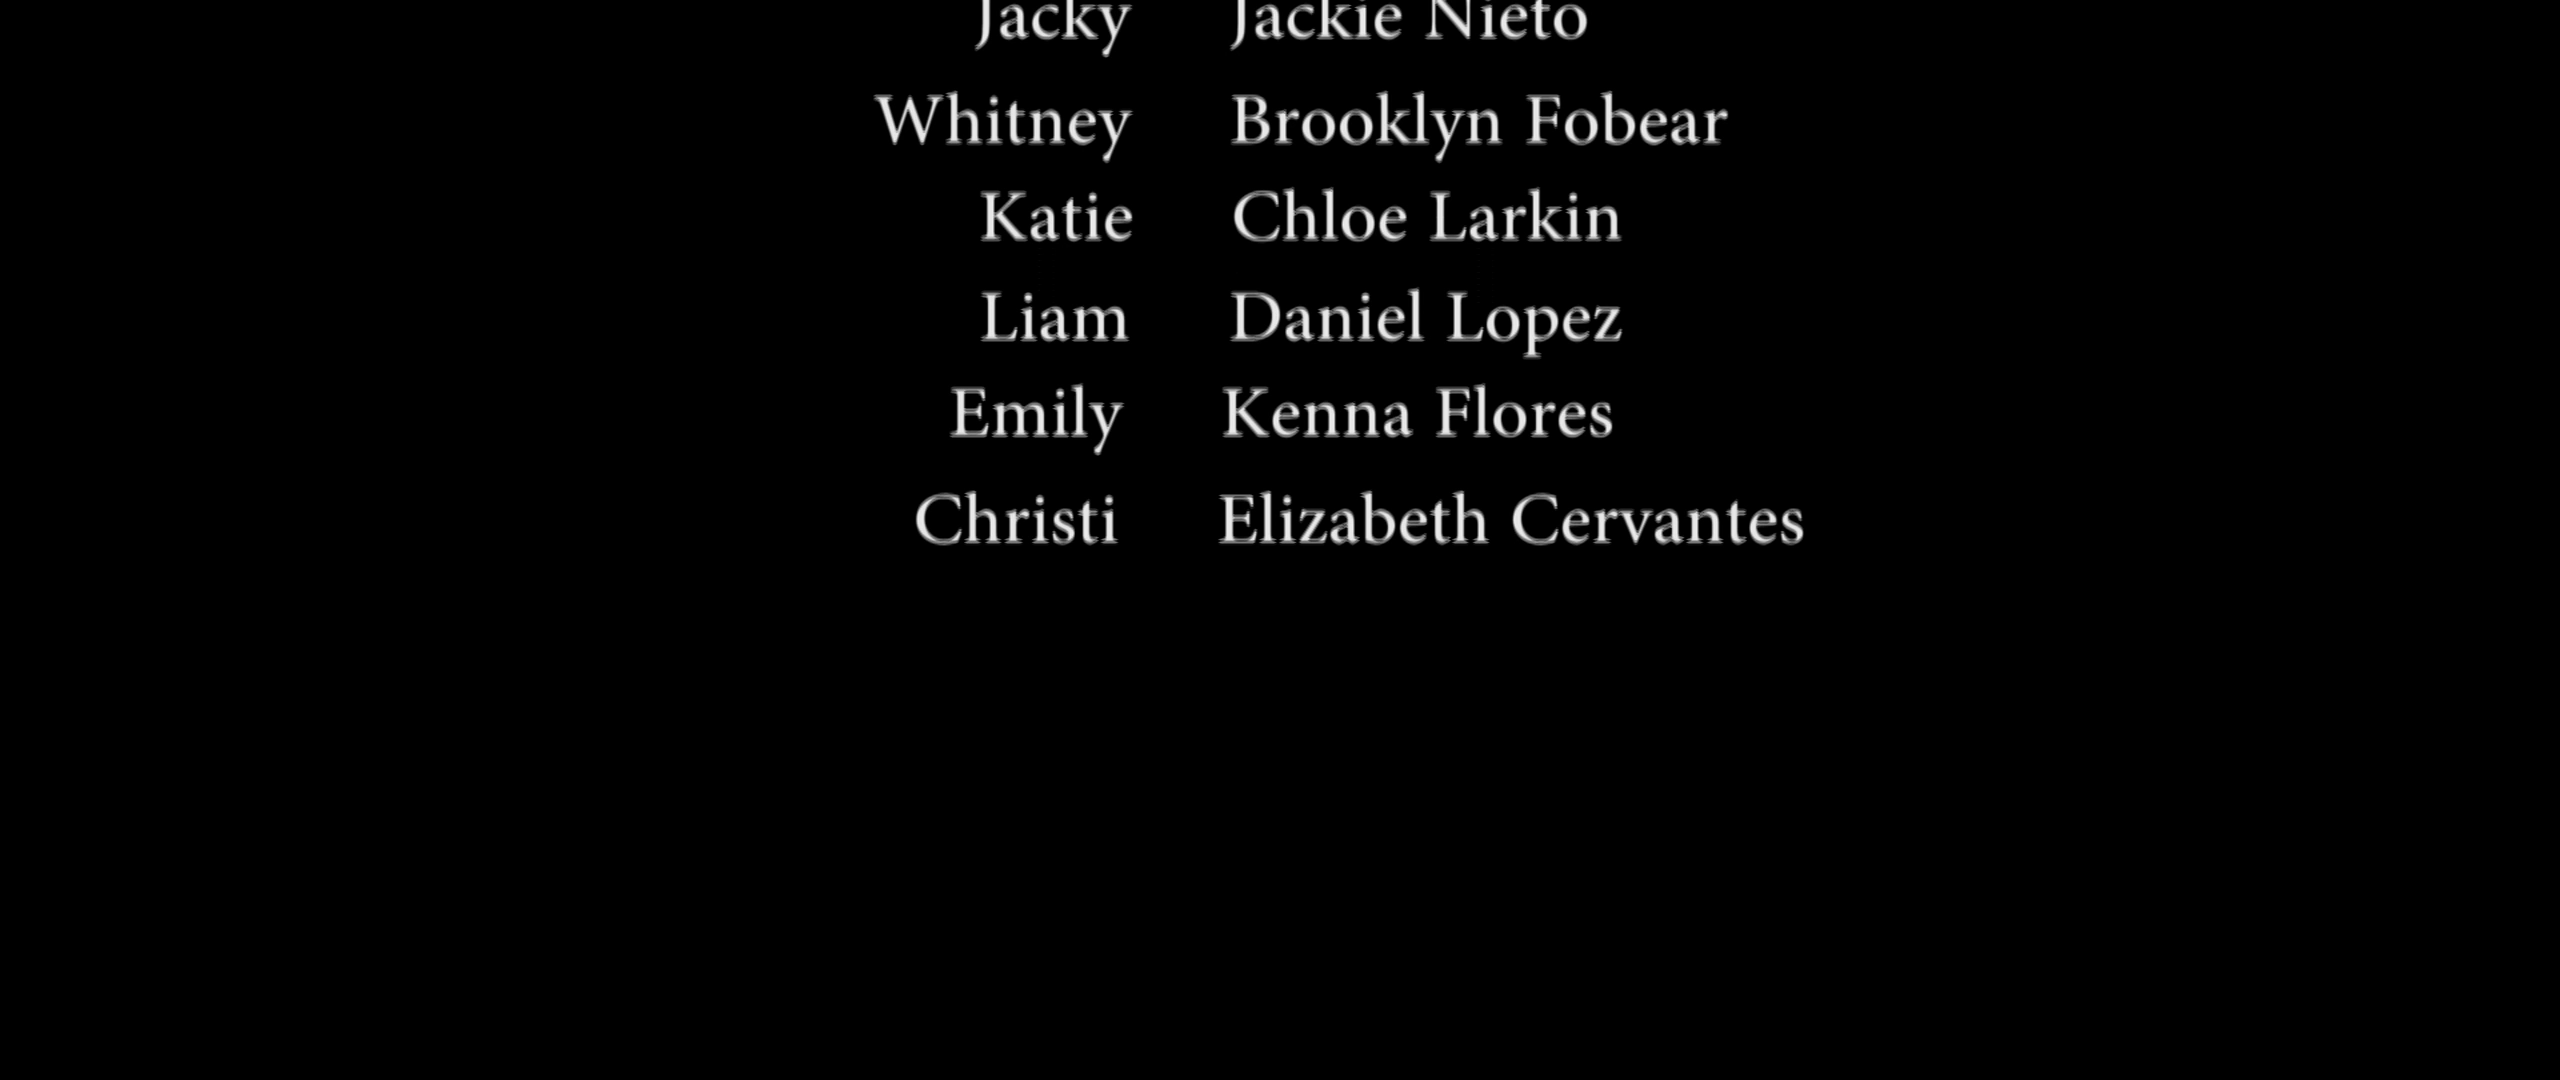 Jacky Jackie Nieto
Whitney Brooklyn Fobear
Katie Chloe Larkin
Liam Daniel Lopez
Emily Kenna Flores
Christi Elizabeth Cervantes